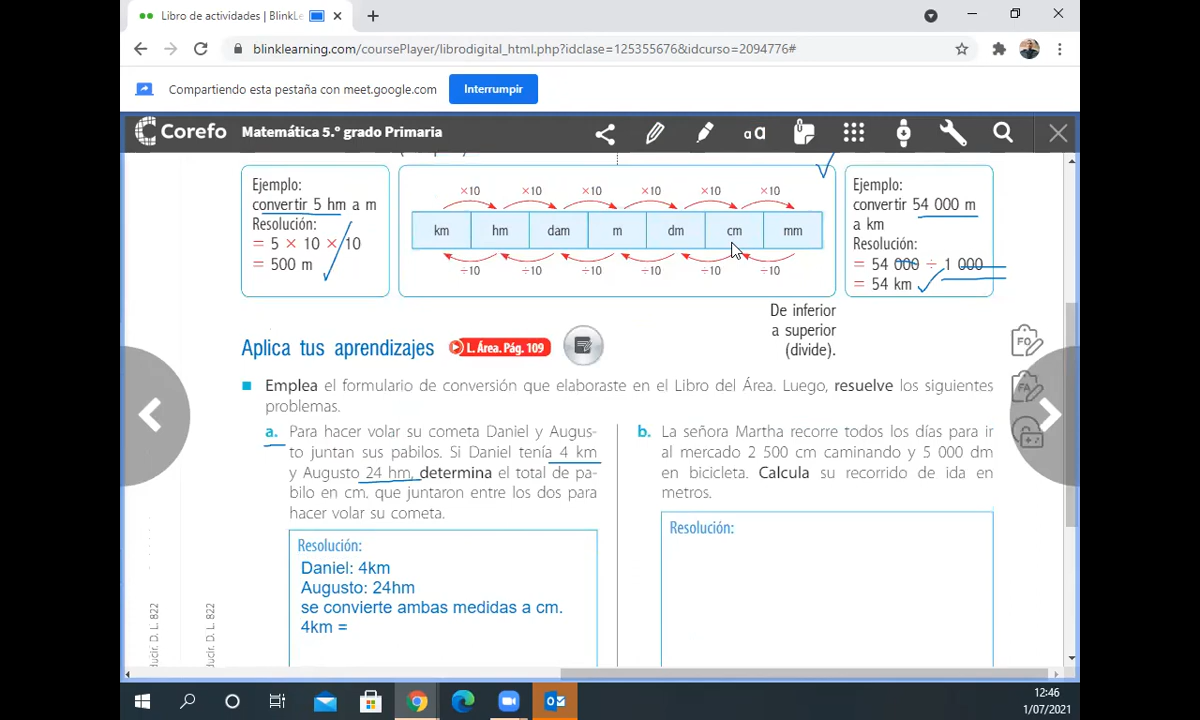 Libro de actividades | BlinkLe
blinklearning.com/coursePlayer/librodigital_html.php?idclase=125355676&idcurso=2094776#
Compartiendo esta pestaña con meet.google.com
Interrumpir
Corefo
Matemática 5.º grado Primaria
aa
Ejemplo:
convertir 5 hm a m
Resolución:
= 5 × 10 × 10
= 500 m
×10 ×10 ×10 ×10 ×10 ×10
km hm dam m dm cm mm
÷10 ÷10 ÷10 ÷10 ÷10 ÷10
Ejemplo:
convertir 54 000 m
a km
Resolución:
= 54 000 ÷ 1 000
= 54 km
De inferior
a superior
(divide).
Aplica tus aprendizajes
L. Área. Pág. 109
FO
FA
Emplea el formulario de conversión que elaboraste en el Libro del Área. Luego, resuelve los siguientes
problemas.
a. Para hacer volar su cometa Daniel y Augus-
to juntan sus pabilos. Si Daniel tenía 4 km
y Augusto 24 hm, determina el total de pa-
bilo en cm. que juntaron entre los dos para
hacer volar su cometa.
Resolución:
Daniel: 4km
Augusto: 24hm
se convierte ambas medidas a cm.
4km =
b. La señora Martha recorre todos los días para ir
al mercado 2 500 cm caminando y 5 000 dm
en bicicleta. Calcula su recorrido de ida en
metros.
Resolución:
ducir. D. L. 822
ducir. D. L. 822
12:46
1/07/2021